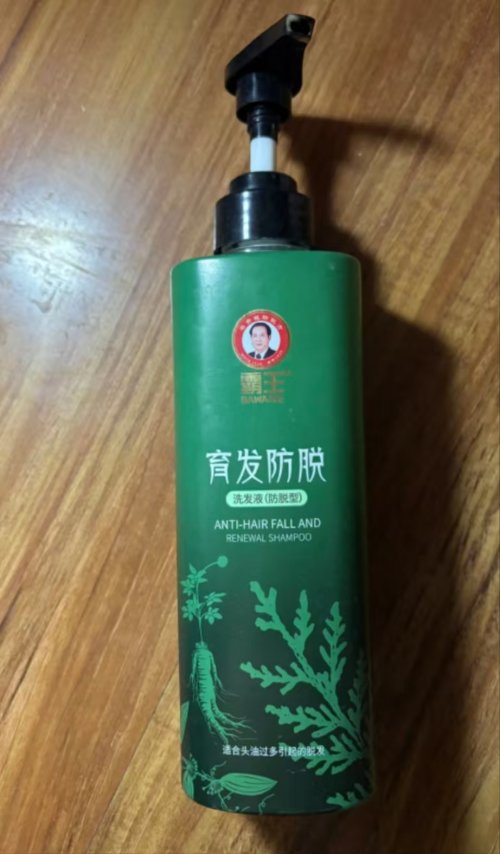 霸王
BAWANG
育发防脱
洗发液(防脱型)
ANTI-HAIR FALL AND
RENEWAL SHAMPOO
适合头油过多引起的脱发